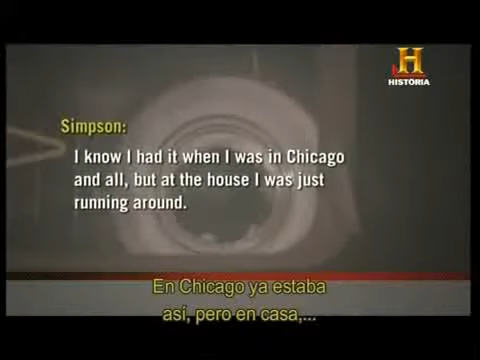 H
HISTORIA
Simpson:
I know I had it when I was in Chicago
and all, but at the house I was just
running around.
En Chicago ya estaba
así, pero en casa,...